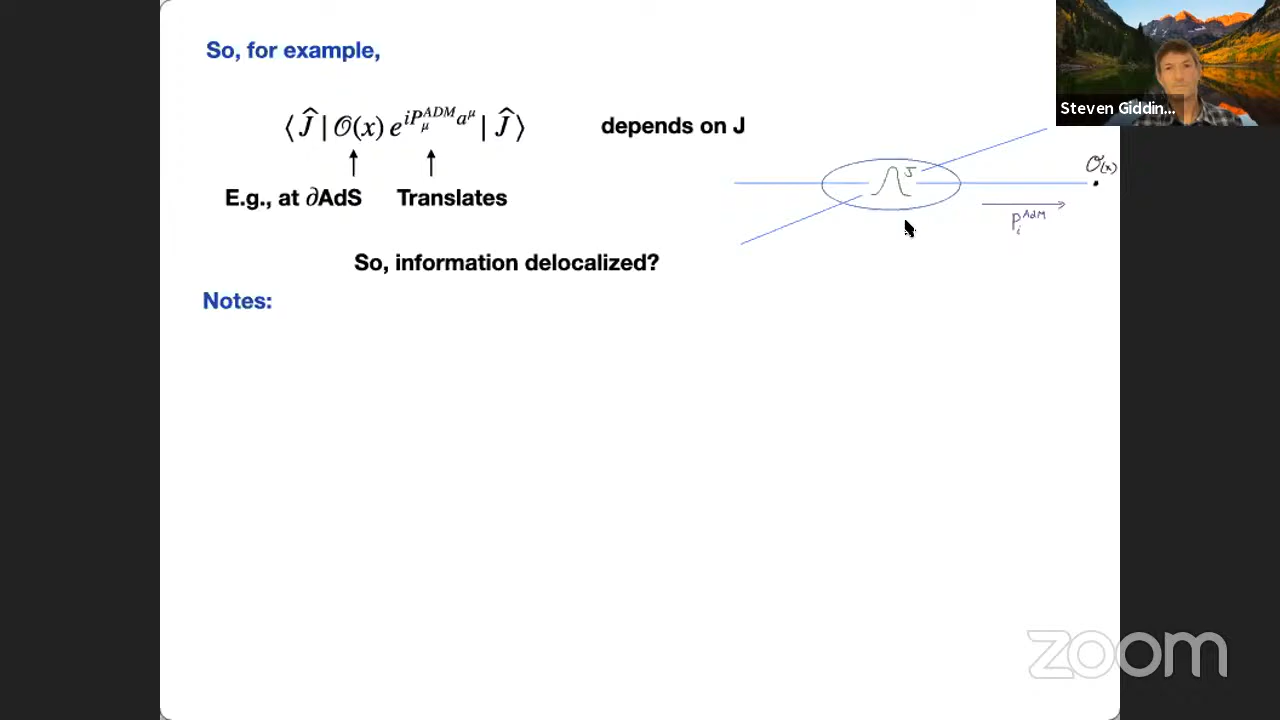 So, for example,
⟨Ĵ | 𝒪(x) e^{iP_μ^{ADM} a^μ} | Ĵ⟩ depends on J
E.g., at ∂AdS Translates
J
𝒪(x)
P_i^{ADM}
So, information delocalized?
Notes:
Steven Giddin...
zoom